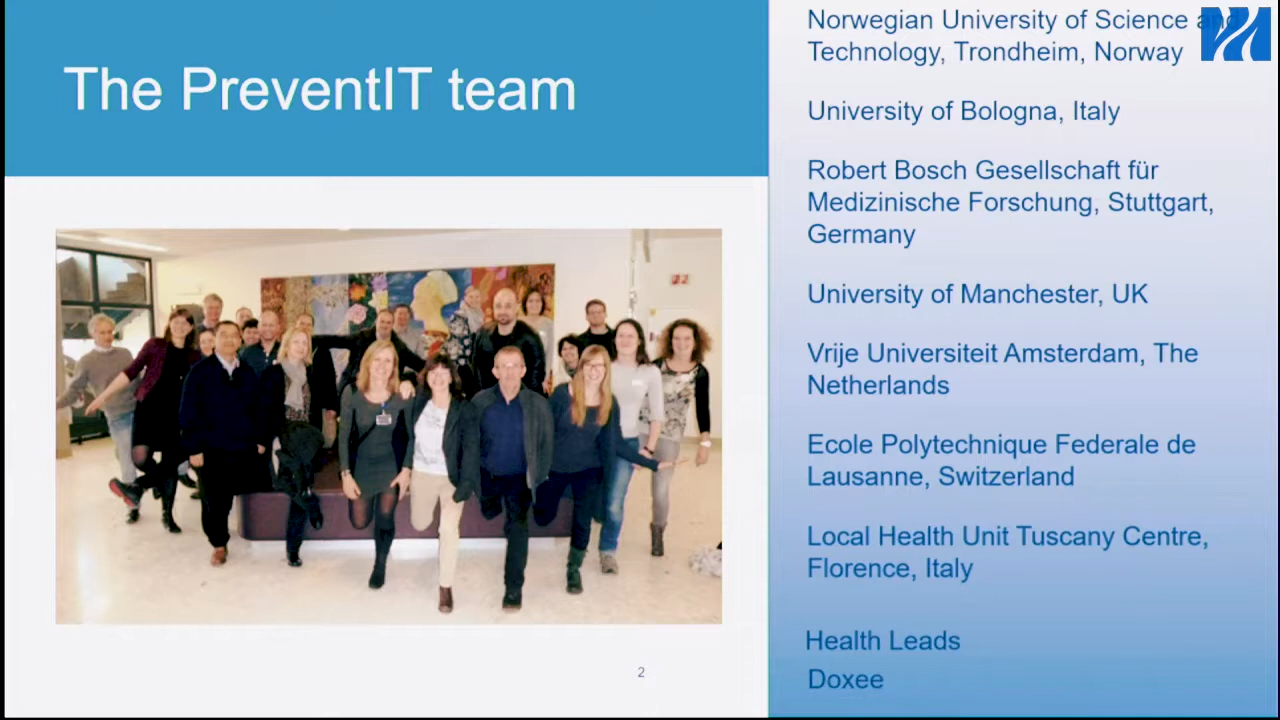 The PreventIT team
Norwegian University of Science and
Technology, Trondheim, Norway
University of Bologna, Italy
Robert Bosch Gesellschaft für
Medizinische Forschung, Stuttgart,
Germany
University of Manchester, UK
Vrije Universiteit Amsterdam, The
Netherlands
Ecole Polytechnique Federale de
Lausanne, Switzerland
Local Health Unit Tuscany Centre,
Florence, Italy
Health Leads
Doxee
2